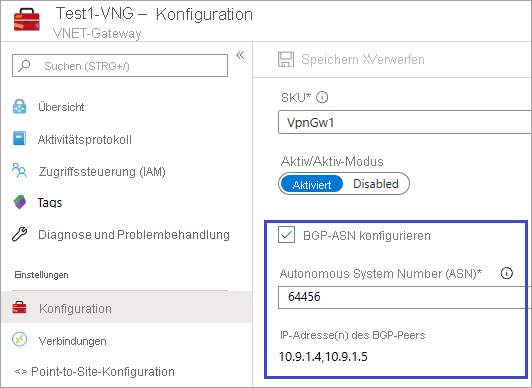 Test1-VNG – Konfiguration
VNET-Gateway
Suchen (STRG+/)
Übersicht
Aktivitätsprotokoll
Zugriffssteuerung (IAM)
Tags
Diagnose und Problembehandlung
Einstellungen
Konfiguration
Verbindungen
<> Point-to-Site-Konfiguration
«
Speichern XVerwerfen
SKU*
VpnGw1
Aktiv/Aktiv-Modus
Aktiviert Disabled
BGP-ASN konfigurieren
Autonomous System Number (ASN)*
64456
IP-Adresse(n) des BGP-Peers
10.9.1.4,10.9.1.5